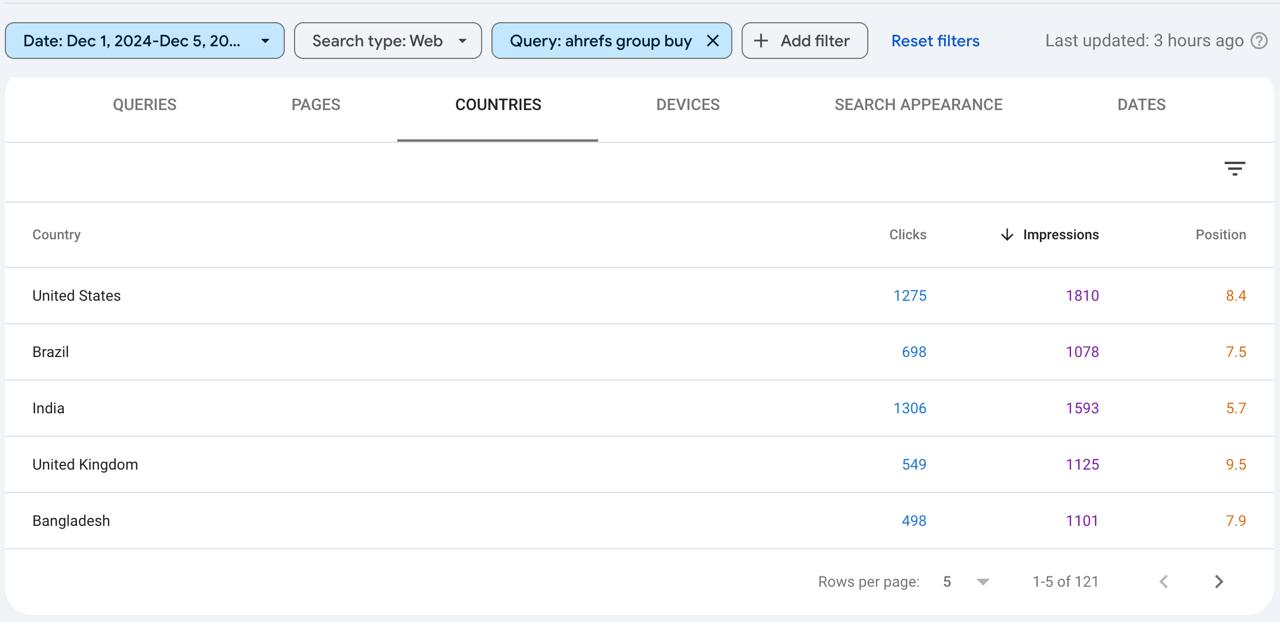 Date: Dec 1, 2024-Dec 5, 20... Search type: Web Query: ahrefs group buy Add filter Reset filters Last updated: 3 hours ago
QUERIES PAGES COUNTRIES DEVICES SEARCH APPEARANCE DATES
Country Clicks Impressions Position
United States 1275 1810 8.4
Brazil 698 1078 7.5
India 1306 1593 5.7
United Kingdom 549 1125 9.5
Bangladesh 498 1101 7.9
Rows per page: 5 1-5 of 121